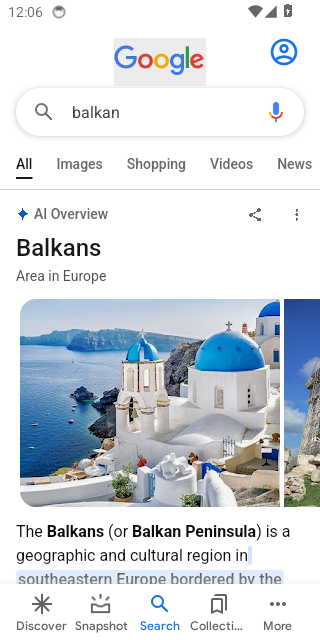 12:06
Google
balkan
All Images Shopping Videos News
AI Overview
Balkans
Area in Europe
The Balkans (or Balkan Peninsula) is a
geographic and cultural region in
southeastern Europe bordered by the
Discover Snapshot Search Collecti... More